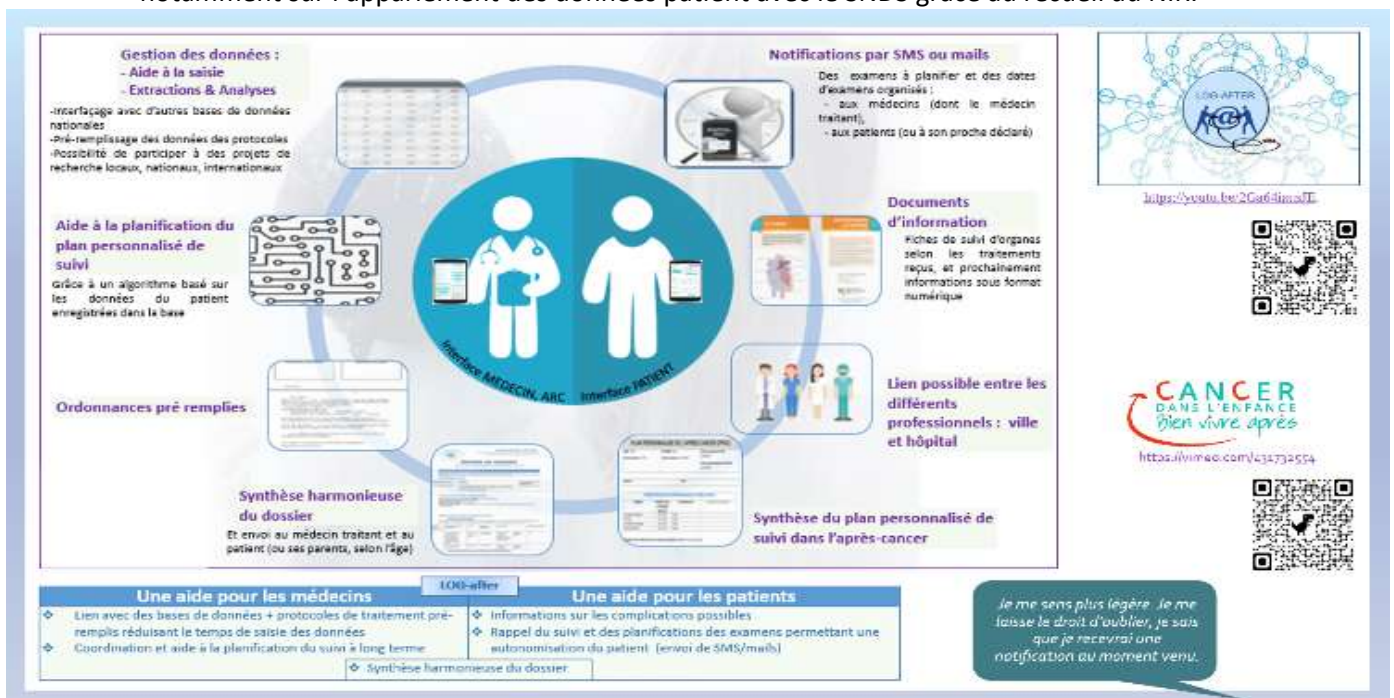 notamment sur l'appariement des données patient avec le SNDS grâce au recueil du NIR.
Gestion des données :
- Aide à la saisie
- Extractions & Analyses
-Interfaçage avec d'autres bases de données
nationales
-Pré-remplissage des données des protocoles
-Possibilité de participer à des projets de
recherche locaux, nationaux, internationaux
Notifications par SMS ou mails
Des examens à planifier et des dates
d'examens organisés :
- aux médecins (dont le médecin
traitant),
- aux patients (ou à son proche déclaré)
LOG-AFTER
Aide à la planification du
plan personnalisé de
suivi
Grâce à un algorithme basé sur
les données du patient
enregistrées dans la base
Documents
d'information
Fiches de suivi d'organes
selon les traitements
reçus, et prochainement
informations sous format
numérique
Interface MEDECIN, ARC
Interface PATIENT
Ordonnances pré remplies
Lien possible entre les
différents
professionnels : ville
et hôpital
CANCER
DANS L'ENFANCE
Bien vivre après
https://vimeo.com/431732554
Synthèse harmonieuse
du dossier
Et envoi au médecin traitant et au
patient (ou ses parents, selon l'âge)
Synthèse du plan personnalisé de
suivi dans l'après-cancer
LOG-after
Une aide pour les médecins
❖ Lien avec des bases de données + protocoles de traitement pré-
remplis réduisant le temps de saisie des données
❖ Coordination et aide à la planification du suivi à long terme
Une aide pour les patients
❖ Informations sur les complications possibles
❖ Rappel du suivi et des planifications des examens permettant une
autonomisation du patient (envoi de SMS/mails)
❖ Synthèse harmonieuse du dossier
Je me sens plus légère. Je me
laisse le droit d'oublier, je sais
que je recevrai une
notification au moment venu.